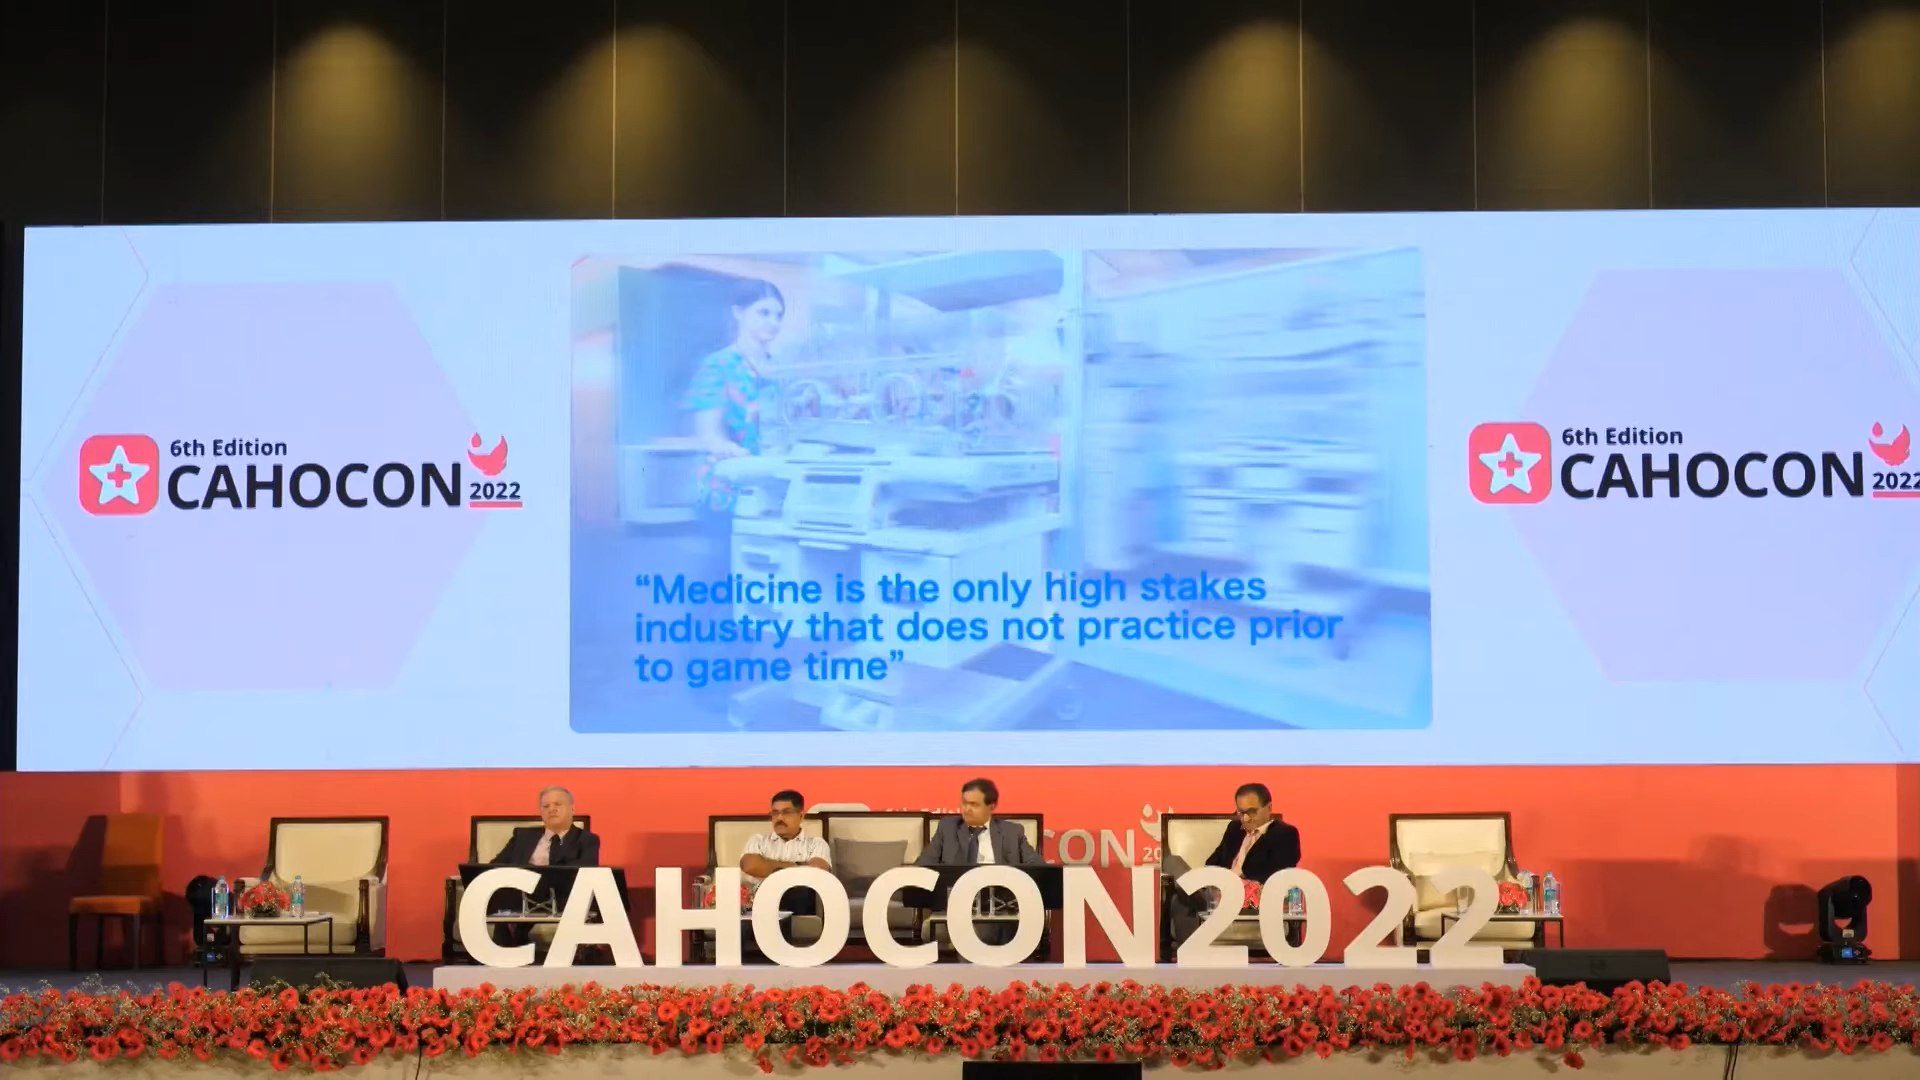 6th Edition
CAHOCON
2022
“Medicine is the only high stakes
industry that does not practice prior
to game time”
6th Edition
CAHOCON
2022
CAHOCON2022